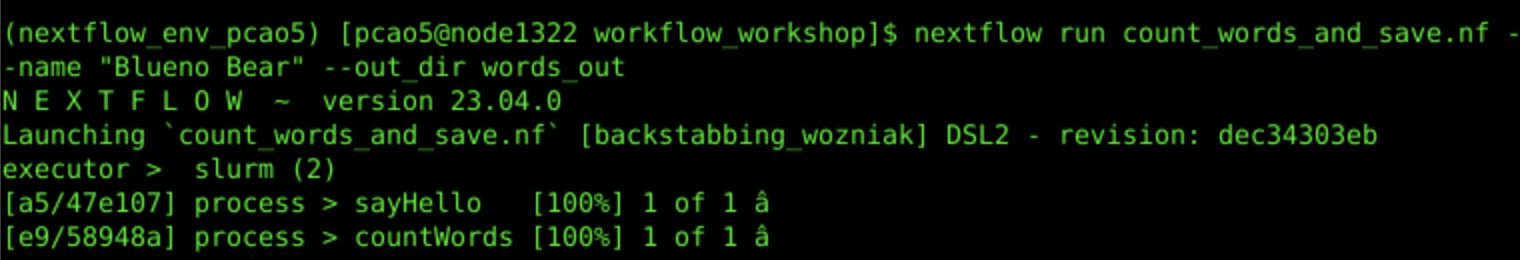 (nextflow_env_pcao5) [pcao5@node1322 workflow_workshop]$ nextflow run count_words_and_save.nf -
-name "Blueno Bear" --out_dir words_out
N E X T F L O W  ~  version 23.04.0
Launching `count_words_and_save.nf` [backstabbing_wozniak] DSL2 - revision: dec34303eb
executor >  slurm (2)
[a5/47e107] process > sayHello   [100%] 1 of 1 â
[e9/58948a] process > countWords [100%] 1 of 1 â